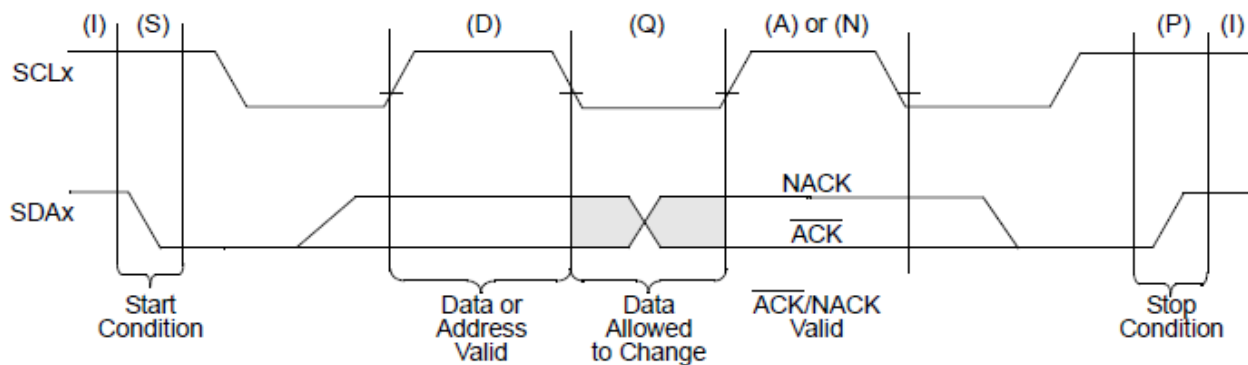 (I) (S) (D) (Q) (A) or (N) (P) (I)
SCLx
NACK
SDAx
ACK
Start Data or Data ACK/NACK Stop
Condition Address Allowed Valid Condition
Valid to Change